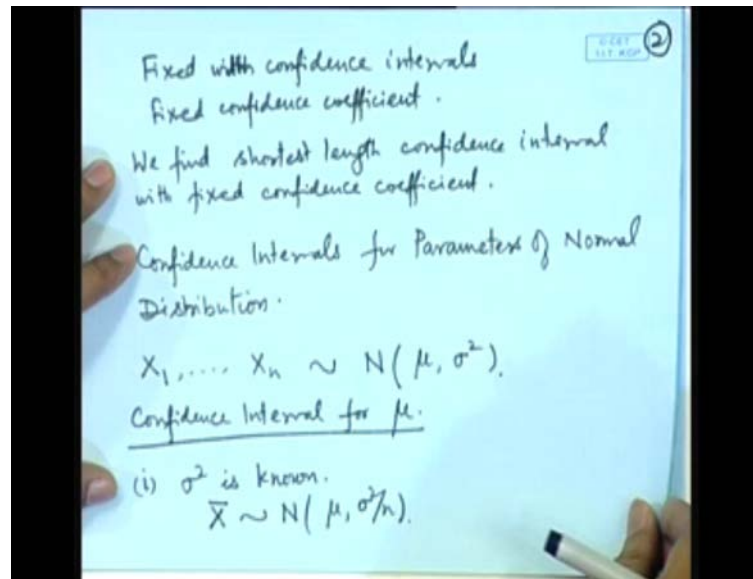 2
Fixed width confidence intervals
fixed confidence coefficient.
We find shortest length confidence interval
with fixed confidence coefficient.
Confidence Intervals for Parameters of Normal
Distribution.
X₁, ...., Xₙ ~ N(μ, σ²).
Confidence Interval for μ.
(i) σ² is known.
X̄ ~ N(μ, σ²/n).